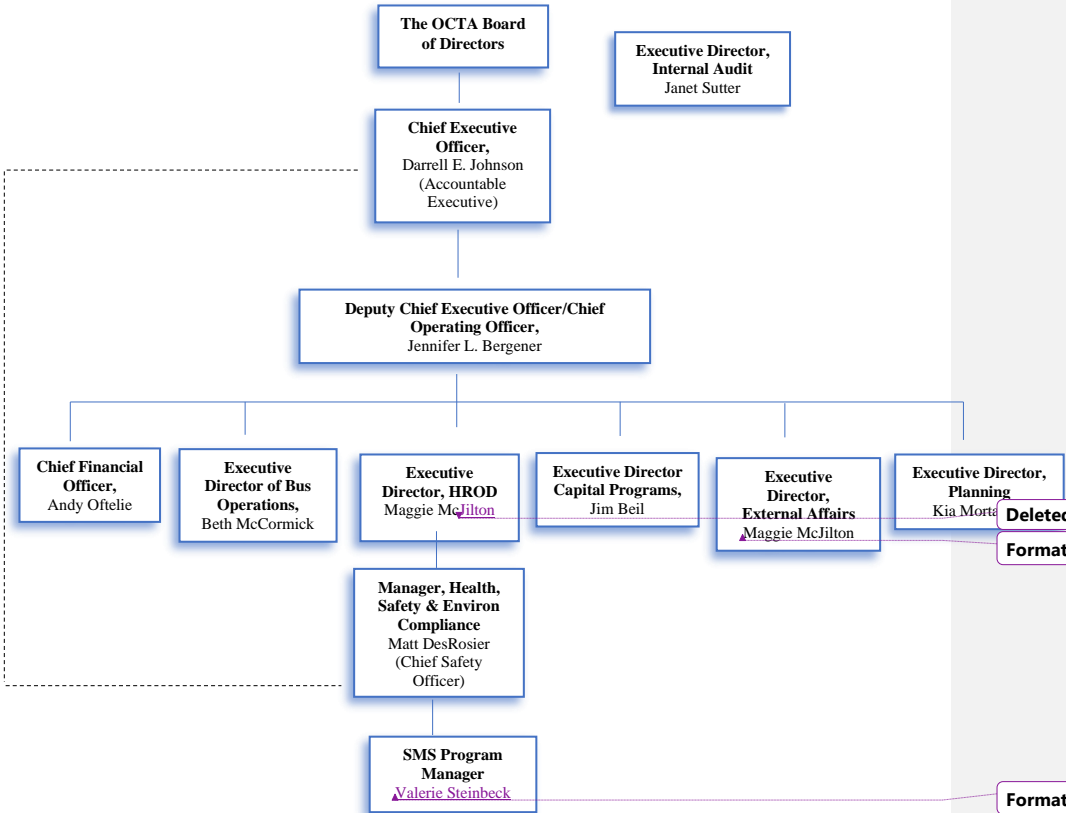 The OCTA Board
of Directors
Executive Director,
Internal Audit
Janet Sutter
Chief Executive
Officer,
Darrell E. Johnson
(Accountable
Executive)
Deputy Chief Executive Officer/Chief
Operating Officer,
Jennifer L. Bergener
Chief Financial
Officer,
Andy Oftelie
Executive
Director of Bus
Operations,
Beth McCormick
Executive
Director, HROD
Maggie McJilton
Executive Director
Capital Programs,
Jim Beil
Executive
Director,
External Affairs
Maggie McJilton
Executive Director,
Planning
Kia
Deleted
Format
Manager, Health,
Safety & Environ
Compliance
Matt DesRosier
(Chief Safety
Officer)
SMS Program
Manager
Valerie Steinbeck
Format